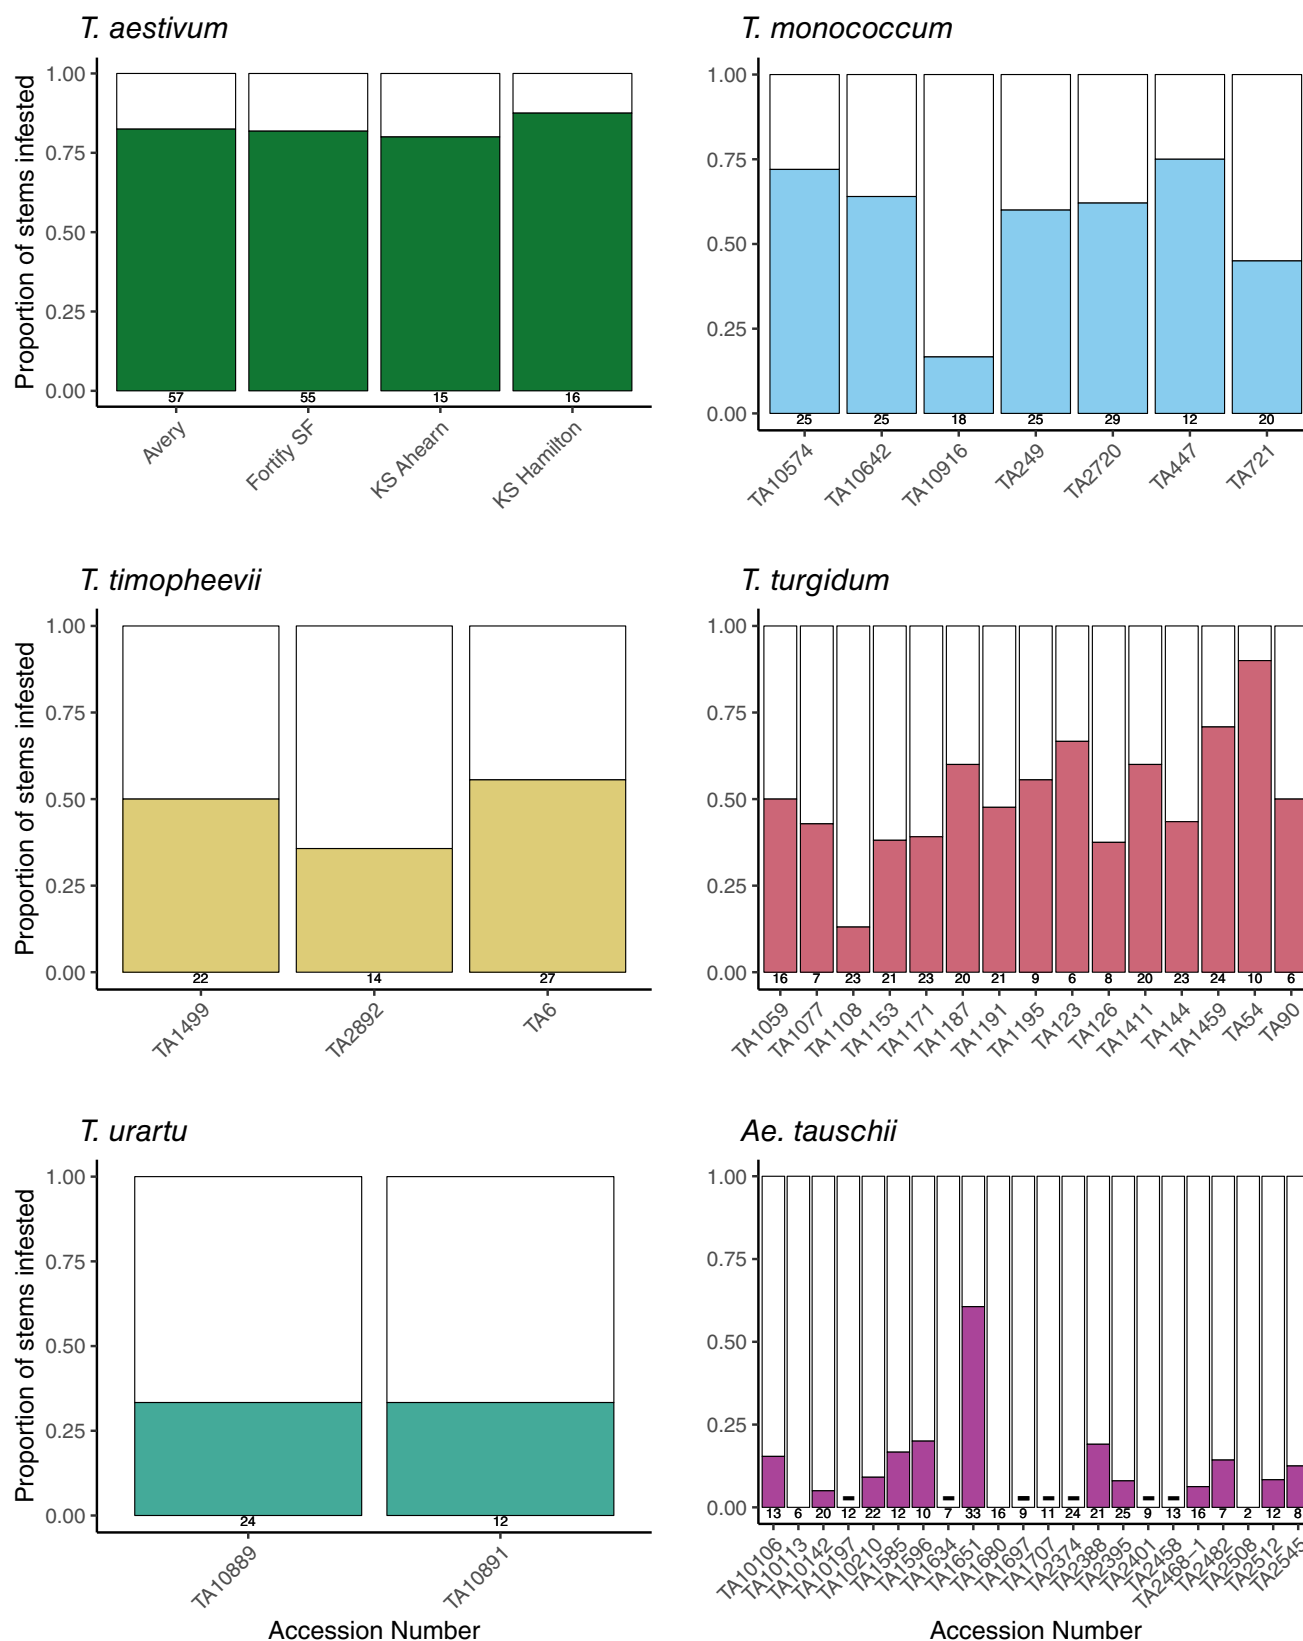 T. aestivum
Proportion of stems infested
1.00
0.75
0.50
0.25
0.00
57 55 15 16
Avery Fortify SF KS Ahearn KS Hamilton
T. monococcum
1.00
0.75
0.50
0.25
0.00
25 25 18 25 29 12 20
TA10574 TA10642 TA10916 TA249 TA2720 TA447 TA721
T. timopheevii
Proportion of stems infested
1.00
0.75
0.50
0.25
0.00
22 14 27
TA1499 TA2892 TA6
T. turgidum
1.00
0.75
0.50
0.25
0.00
16 7 23 21 23 20 21 9 6 8 20 23 24 10 6
TA1059 TA1077 TA1108 TA1153 TA1171 TA1187 TA1191 TA1195 TA123 TA126 TA1411 TA144 TA1459 TA54 TA90
T. urartu
Proportion of stems infested
1.00
0.75
0.50
0.25
0.00
24 12
TA10889 TA10891
Accession Number
Ae. tauschii
1.00
0.75
0.50
0.25
0.00
13 6 20 12 22 12 10 7 33 16 9 11 24 21 25 9 13 16 7 2 12 8
TA10106 TA10113 TA10142 TA10197 TA10210 TA1585 TA1596 TA1634 TA1651 TA1680 TA1697 TA1707 TA2374 TA2388 TA2395 TA2401 TA2458 TA2468-1 TA2482 TA2508 TA2512 TA2545
Accession Number